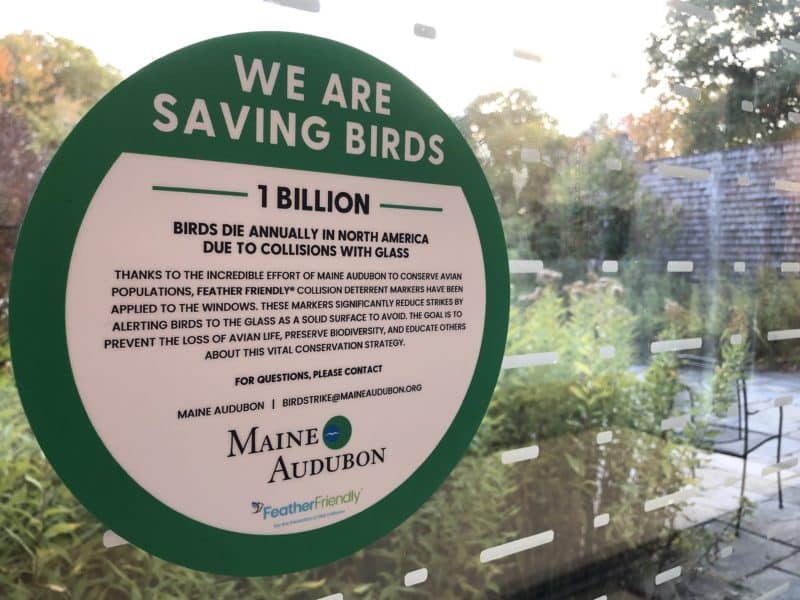 WE ARE
SAVING BIRDS
1 BILLION
BIRDS DIE ANNUALLY IN NORTH AMERICA
DUE TO COLLISIONS WITH GLASS
THANKS TO THE INCREDIBLE EFFORT OF MAINE AUDUBON TO CONSERVE AVIAN
POPULATIONS, FEATHER FRIENDLY® COLLISION DETERRENT MARKERS HAVE BEEN
APPLIED TO THE WINDOWS. THESE MARKERS SIGNIFICANTLY REDUCE STRIKES BY
ALERTING BIRDS TO THE GLASS AS A SOLID SURFACE TO AVOID. THE GOAL IS TO
PREVENT THE LOSS OF AVIAN LIFE, PRESERVE BIODIVERSITY, AND EDUCATE OTHERS
ABOUT THIS VITAL CONSERVATION STRATEGY.
FOR QUESTIONS, PLEASE CONTACT
MAINE AUDUBON | BIRDSTRIKE@MAINEAUDUBON.ORG
MAINE
AUDUBON
FeatherFriendly